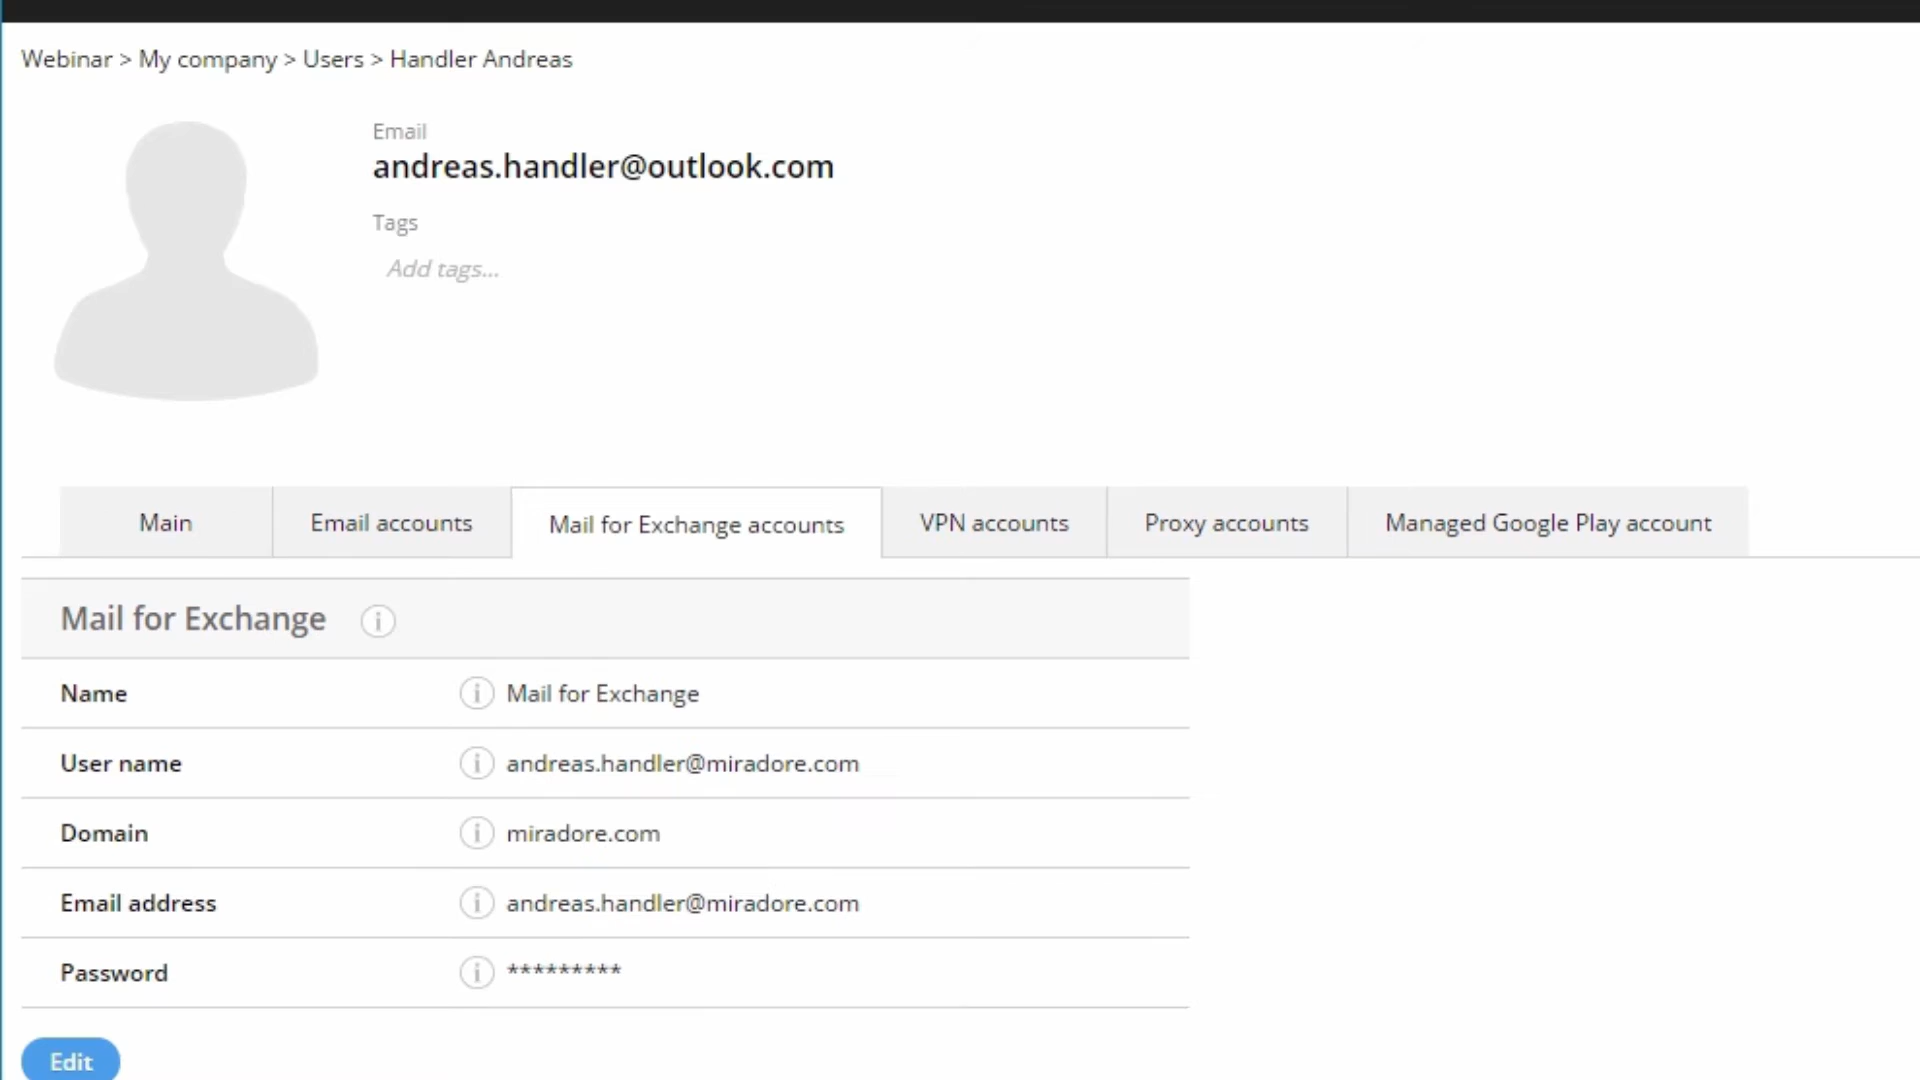 Webinar > My company > Users > Handler Andreas
Email
andreas.handler@outlook.com
Tags
Add tags...
Main Email accounts Mail for Exchange accounts VPN accounts Proxy accounts Managed Google Play account
Mail for Exchange
Name Mail for Exchange
User name andreas.handler@miradore.com
Domain miradore.com
Email address andreas.handler@miradore.com
Password *********
Edit